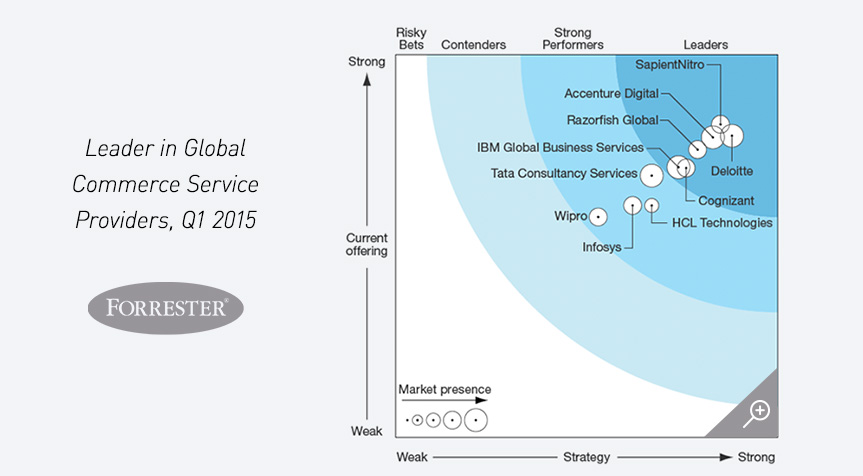 Leader in Global
Commerce Service
Providers, Q1 2015
FORRESTER®
Risky
Bets
Contenders
Strong
Performers
Leaders
Strong
Current
offering
Weak
SapientNitro
Accenture Digital
Razorfish Global
IBM Global Business Services
Tata Consultancy Services
Deloitte
Cognizant
Wipro
HCL Technologies
Infosys
Market presence
Weak
Strategy
Strong